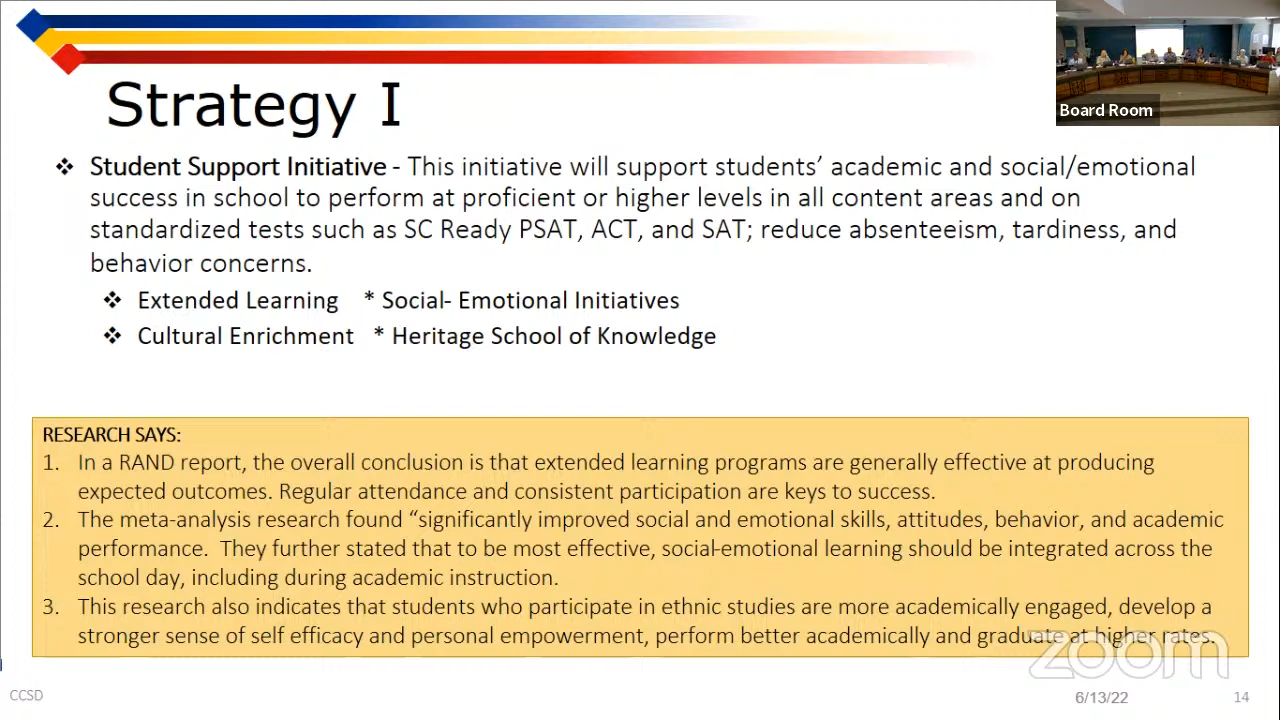 Strategy I
Board Room
❖ Student Support Initiative - This initiative will support students’ academic and social/emotional
success in school to perform at proficient or higher levels in all content areas and on
standardized tests such as SC Ready PSAT, ACT, and SAT; reduce absenteeism, tardiness, and
behavior concerns.
❖ Extended Learning * Social- Emotional Initiatives
❖ Cultural Enrichment * Heritage School of Knowledge
RESEARCH SAYS:
1. In a RAND report, the overall conclusion is that extended learning programs are generally effective at producing
expected outcomes. Regular attendance and consistent participation are keys to success.
2. The meta-analysis research found “significantly improved social and emotional skills, attitudes, behavior, and academic
performance. They further stated that to be most effective, social-emotional learning should be integrated across the
school day, including during academic instruction.
3. This research also indicates that students who participate in ethnic studies are more academically engaged, develop a
stronger sense of self efficacy and personal empowerment, perform better academically and graduate at higher rates.
zoom
CCSD
6/13/22
14